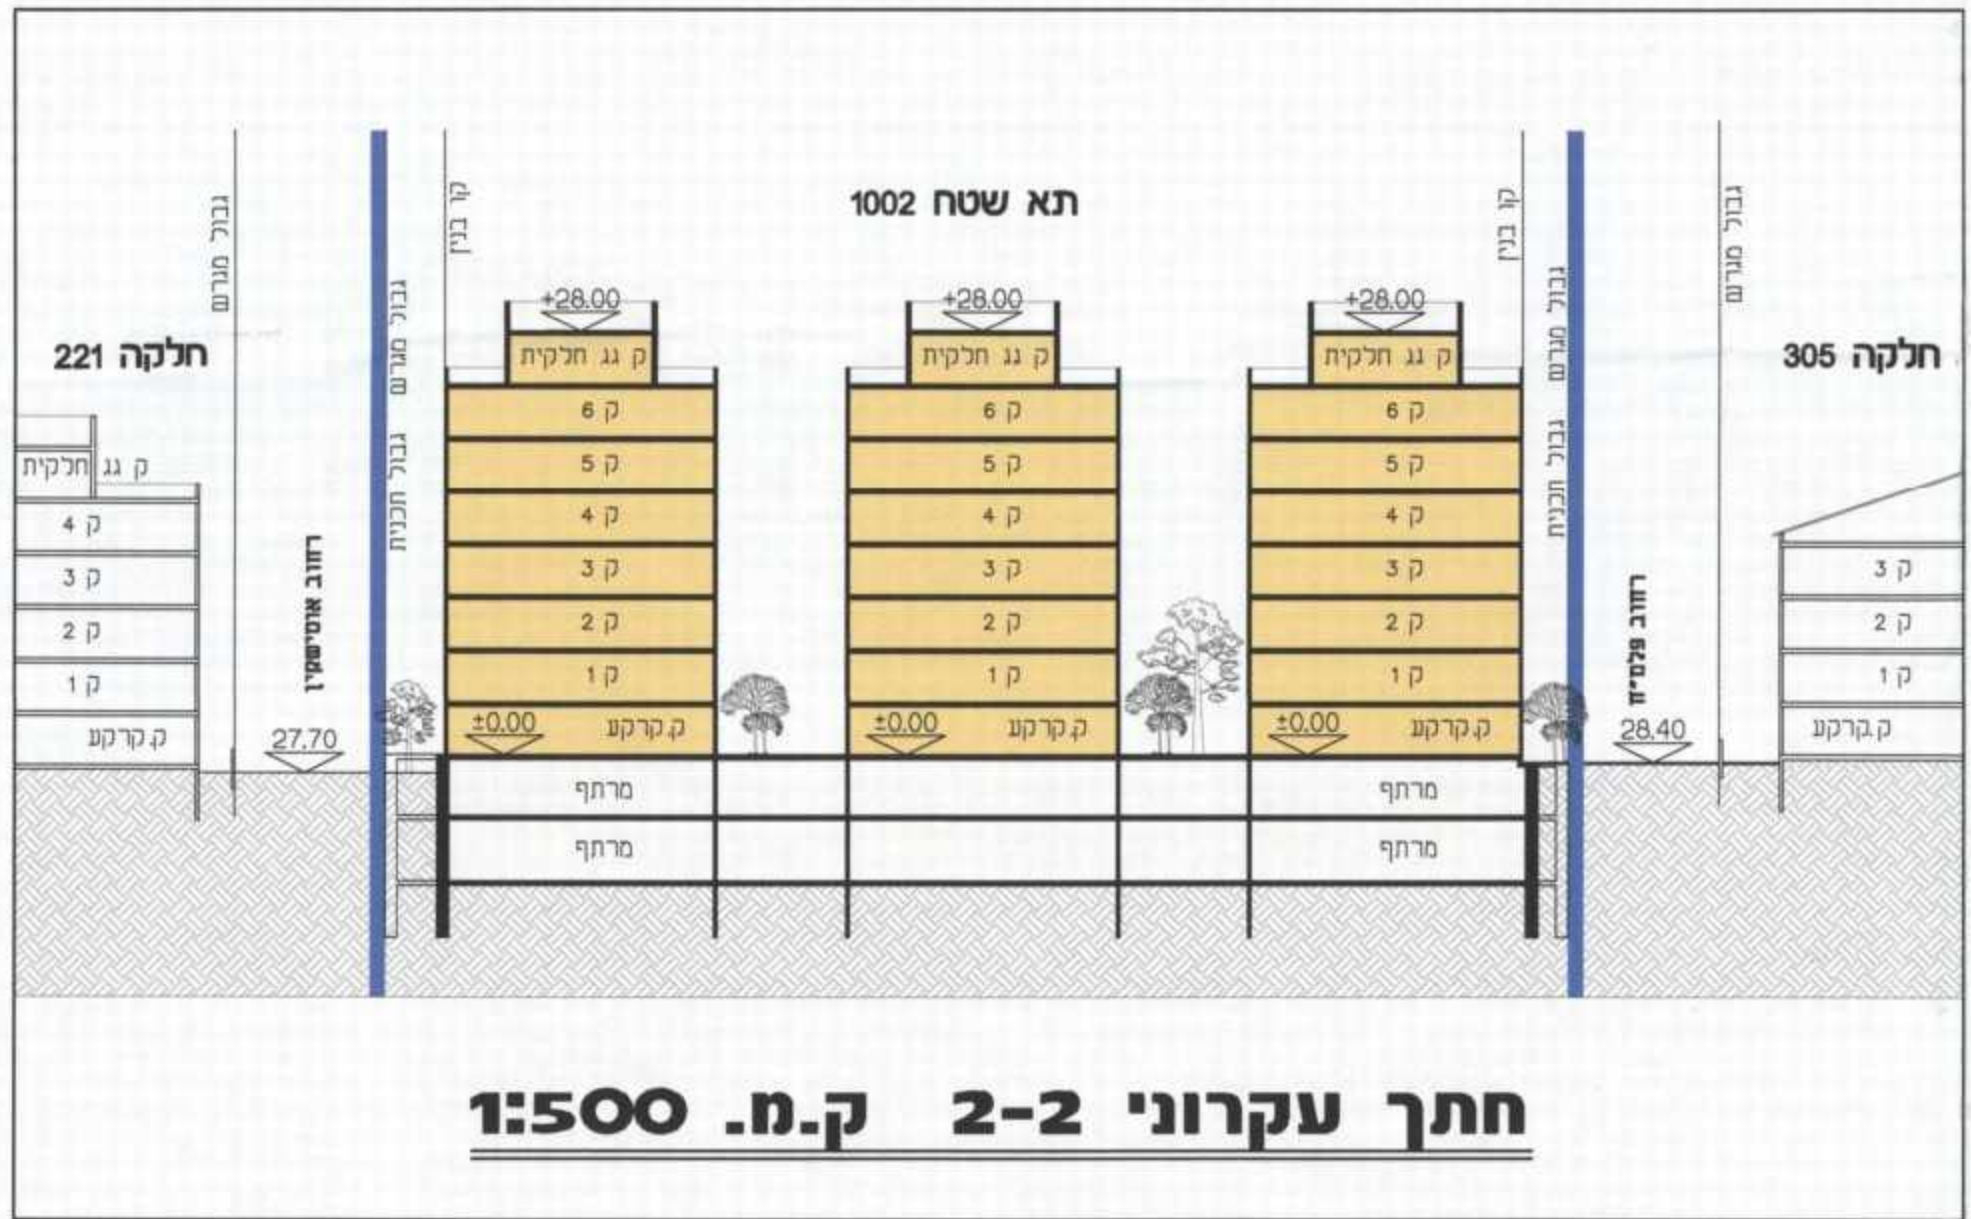 תא שטח 1002
גבול מגרש
קו בנין
גבול מגרש
גבול תכנית
רחוב אוסישקין
חלקה 221
ק גג חלקית
ק 4
ק 3
ק 2
ק 1
ק.קרקע
27.70
+28.00
ק גג חלקית
ק 6
ק 5
ק 4
ק 3
ק 2
ק 1
±0.00 ק.קרקע
מרתף
מרתף
+28.00
ק גג חלקית
ק 6
ק 5
ק 4
ק 3
ק 2
ק 1
±0.00 ק.קרקע
+28.00
ק גג חלקית
ק 6
ק 5
ק 4
ק 3
ק 2
ק 1
±0.00 ק.קרקע
מרתף
מרתף
קו בנין
גבול מגרש
גבול תכנית
רחוב פלמ"ח
28.40
גבול מגרש
חלקה 305
ק 3
ק 2
ק 1
ק.קרקע
חתך עקרוני 2-2 ק.מ. 1:500